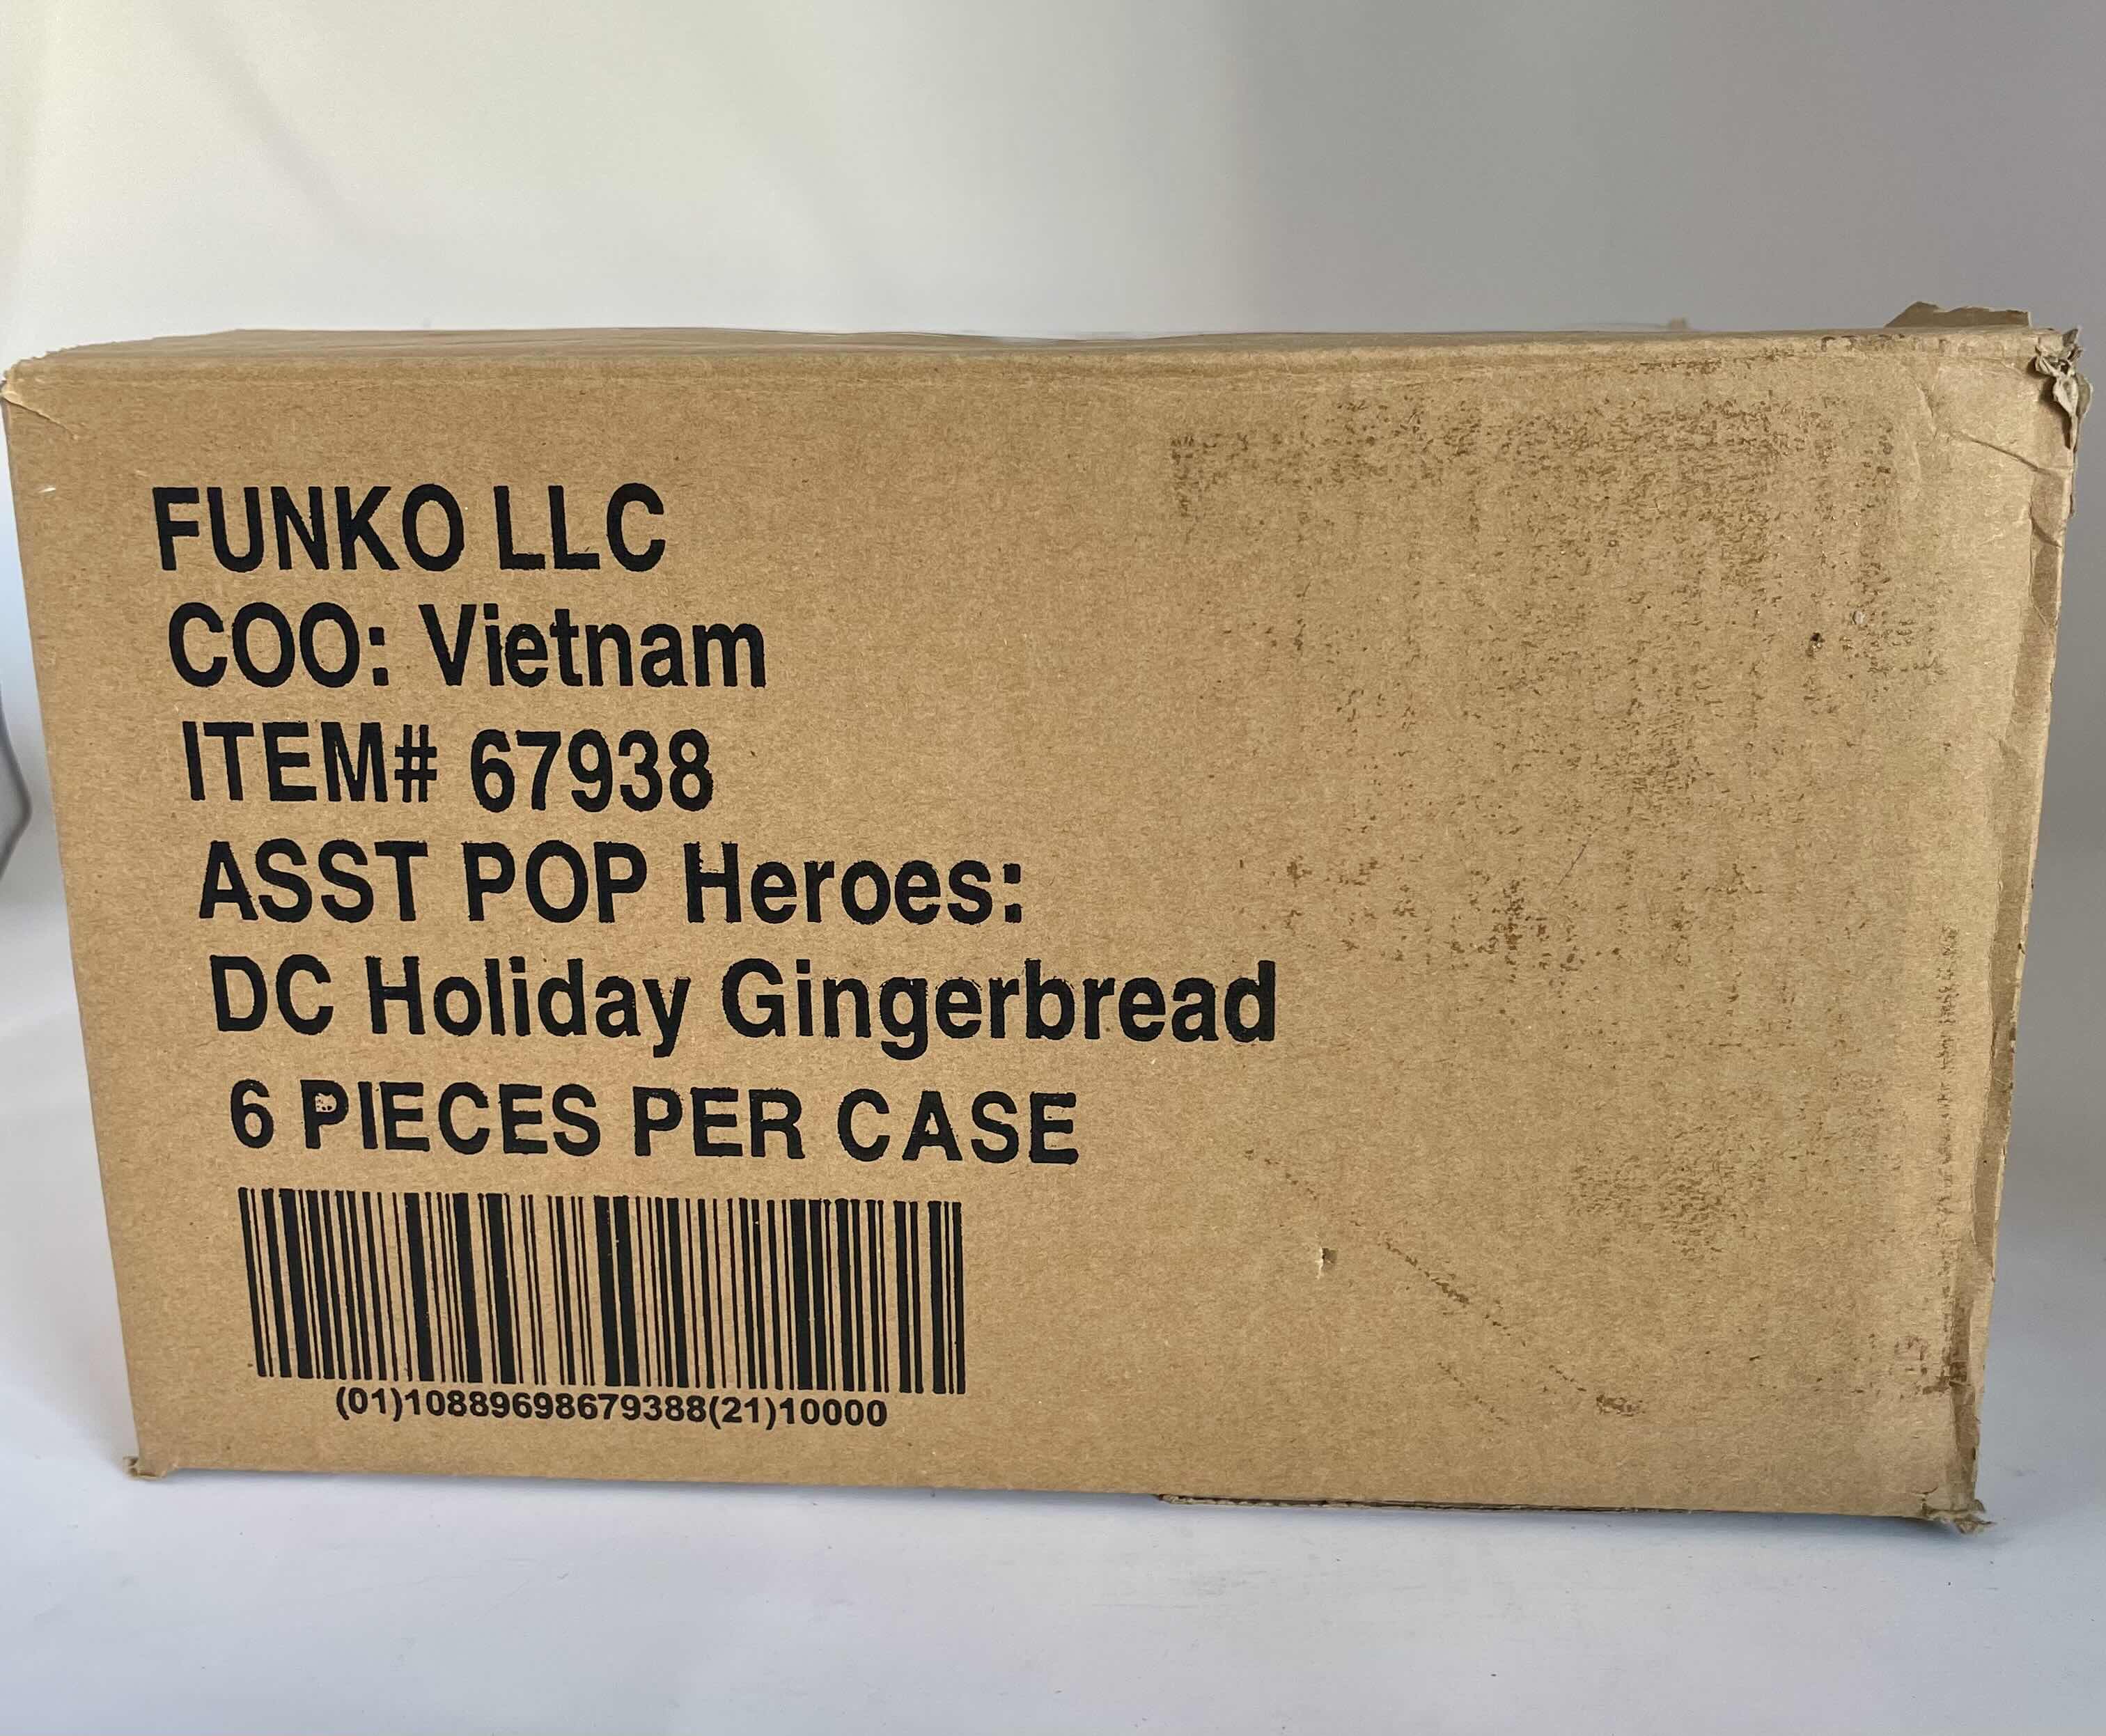 FUNKO LLC
COO: Vietnam
ITEM# 67938
ASST POP Heroes:
DC Holiday Gingerbread
6 PIECES PER CASE
(01)10889698679388(21)10000